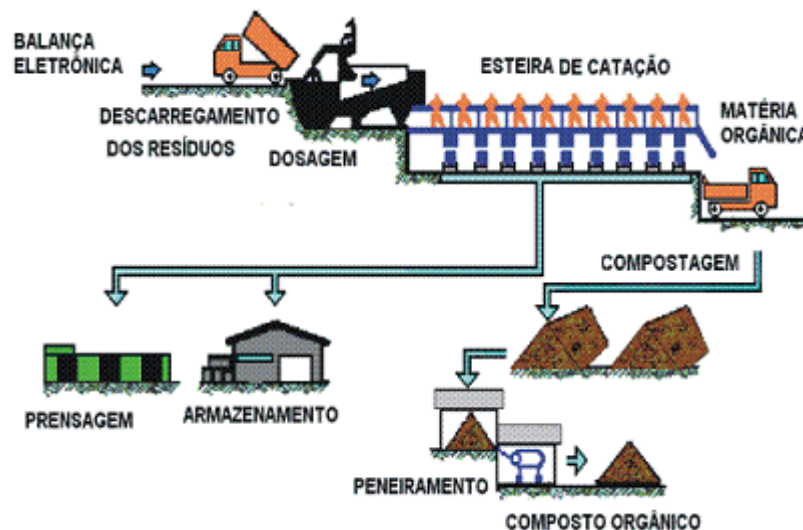 BALANÇA
ELETRÔNICA
DESCARREGAMENTO
DOS RESÍDUOS
DOSAGEM
ESTEIRA DE CATAÇÃO
MATÉRIA
ORGÂNICA
COMPOSTAGEM
PRENSAGEM
ARMAZENAMENTO
PENEIRAMENTO
COMPOSTO ORGÂNICO